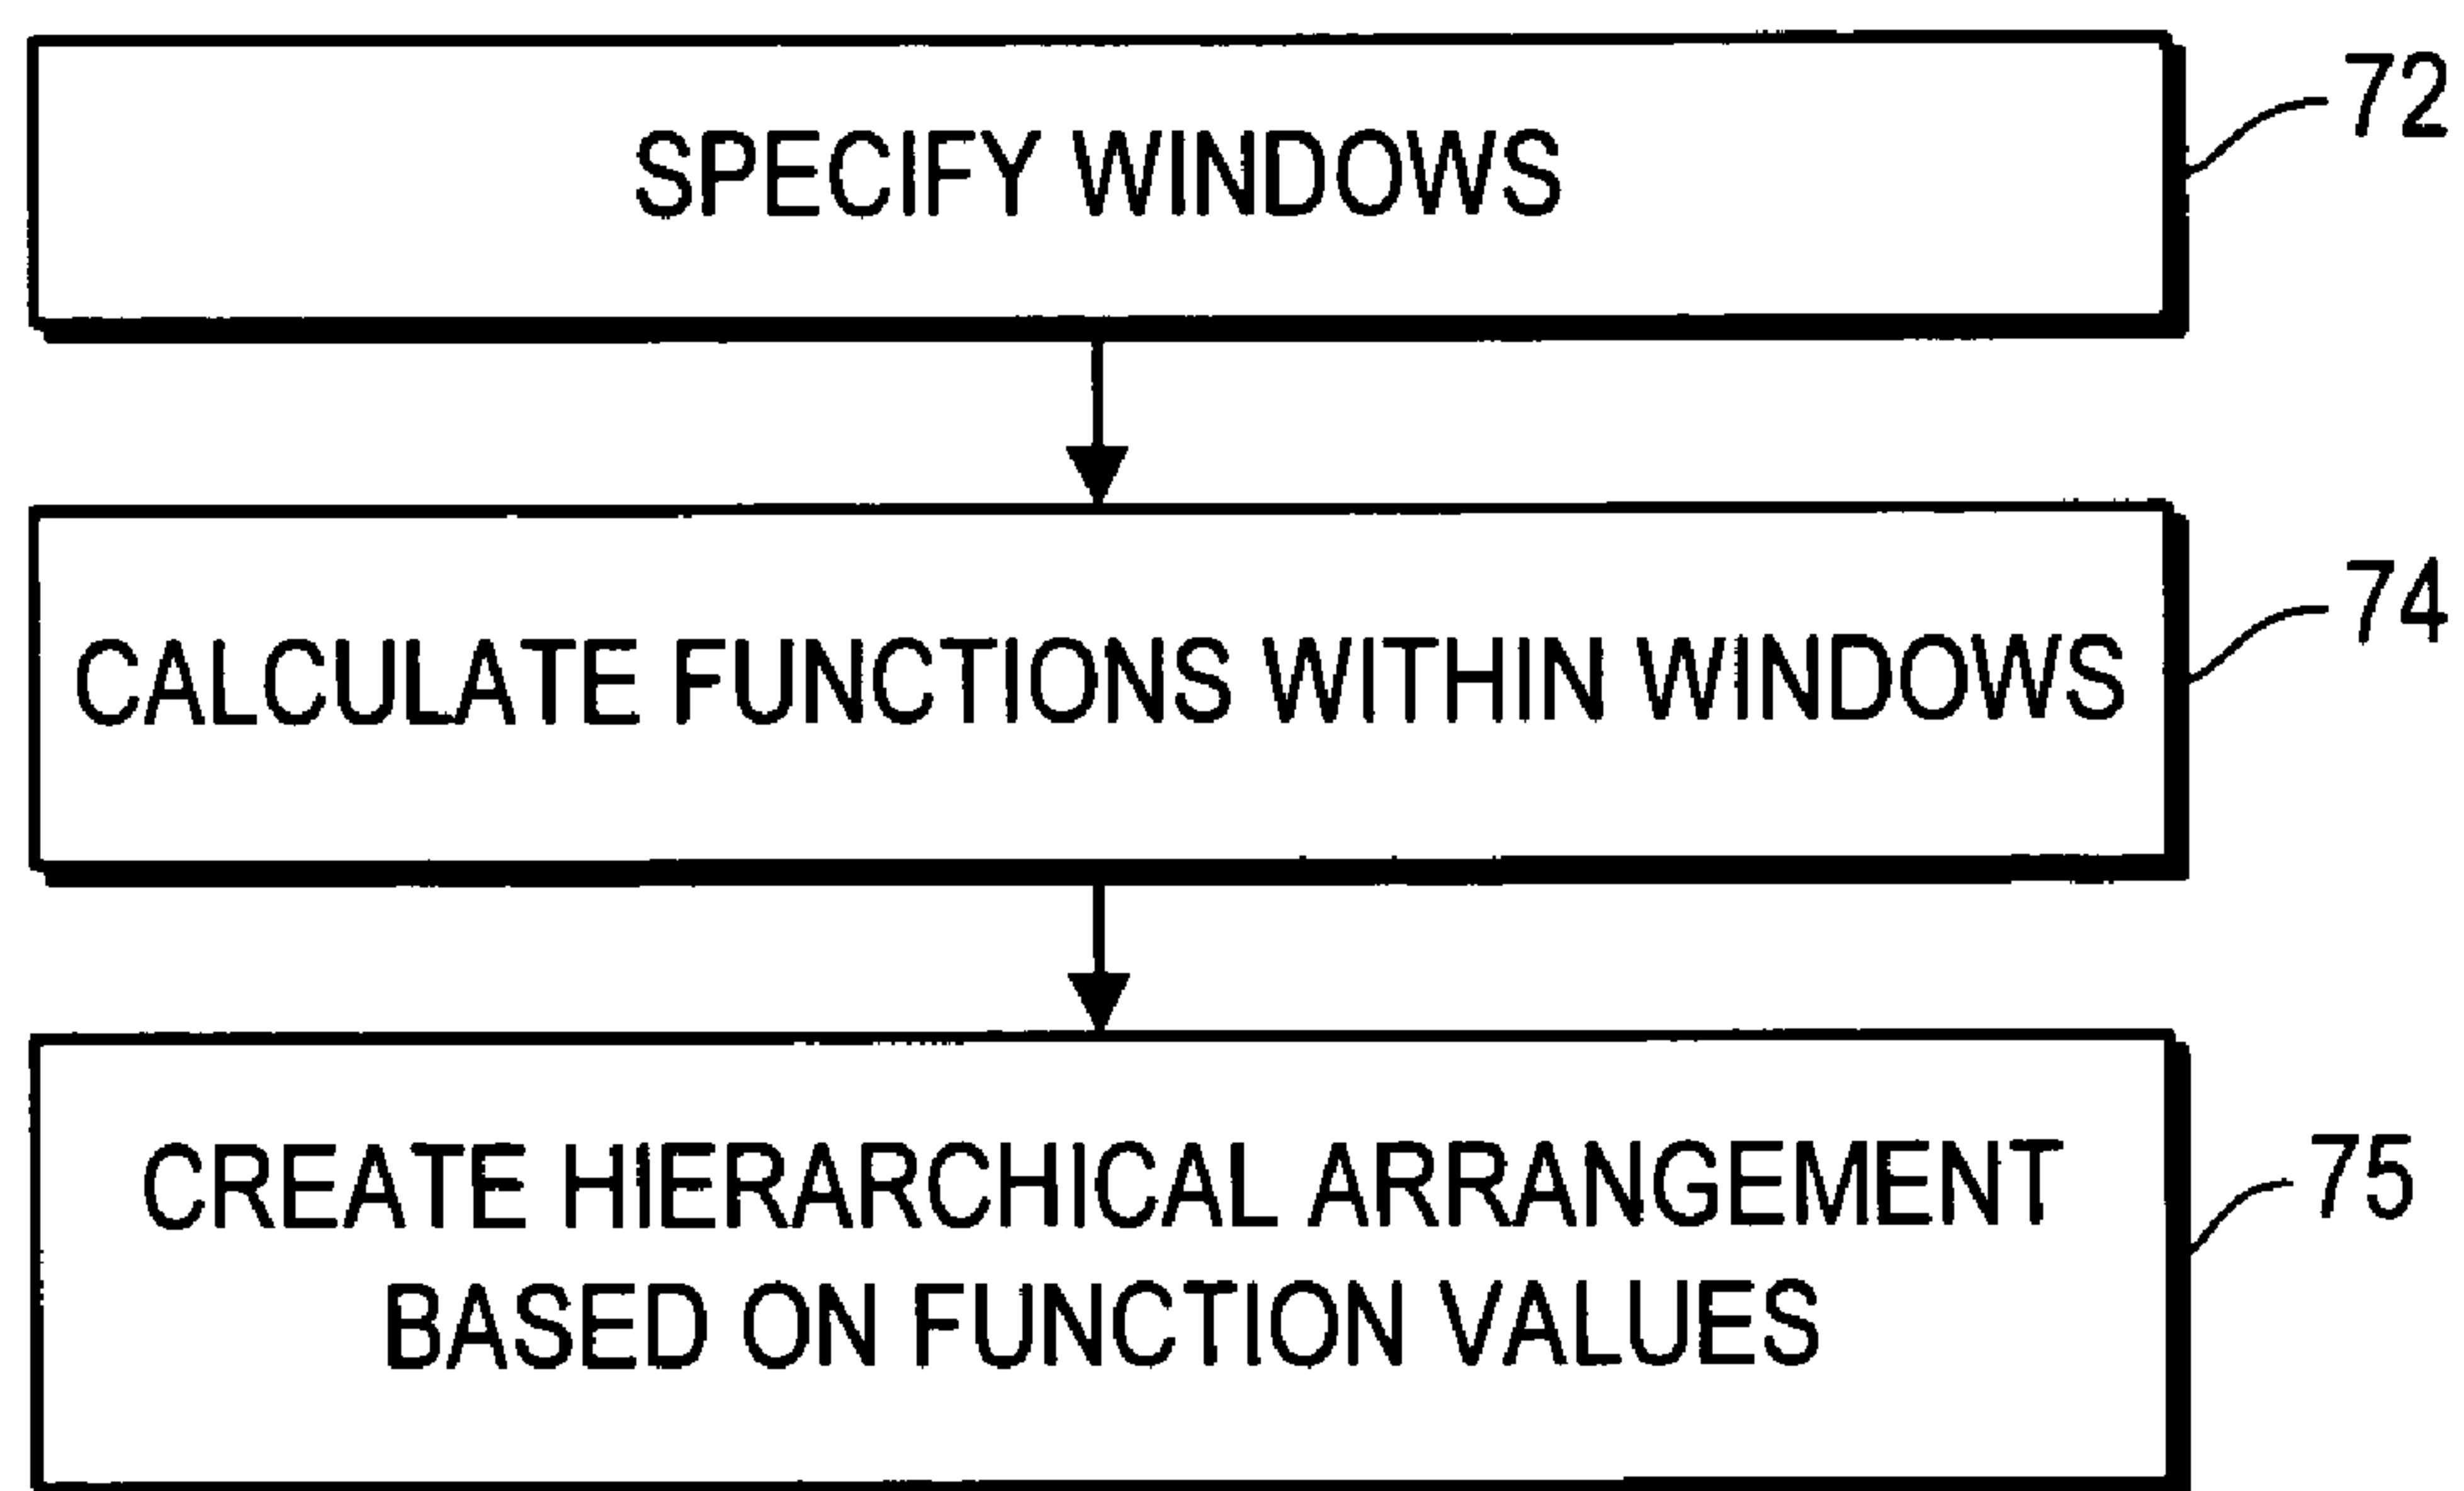 SPECIFY WINDOWS
72
CALCULATE FUNCTIONS WITHIN WINDOWS
74
CREATE HIERARCHICAL ARRANGEMENT
BASED ON FUNCTION VALUES
75